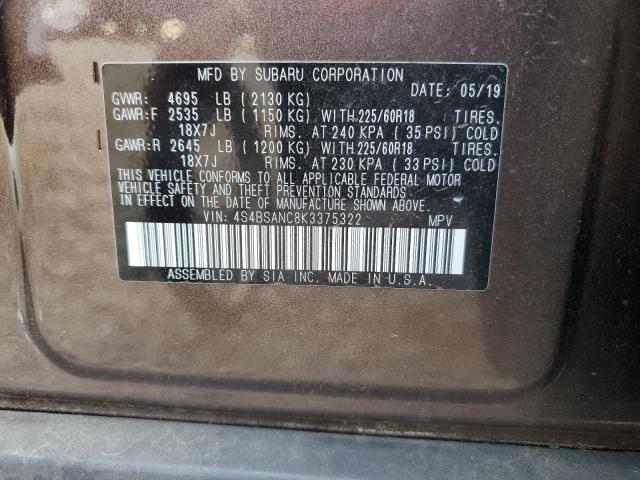 MFD BY SUBARU CORPORATION
GVWR: 4695 LB (2130 KG) DATE: 05/19
GAWR:F 2535 LB (1150 KG) WITH 225/60R18 TIRES.
18X7J RIMS. AT 240 KPA (35 PSI) COLD
GAWR:R 2645 LB (1200 KG) WITH 225/60R18 TIRES.
18X7J RIMS. AT 230 KPA (33 PSI) COLD
THIS VEHICLE CONFORMS TO ALL APPLICABLE FEDERAL MOTOR
VEHICLE SAFETY AND THEFT PREVENTION STANDARDS
IN EFFECT ON THE DATE OF MANUFACTURE SHOWN ABOVE.
VIN: 4S4BSANC8K3375322 MPV
ASSEMBLED BY SIA INC. MADE IN U.S.A.